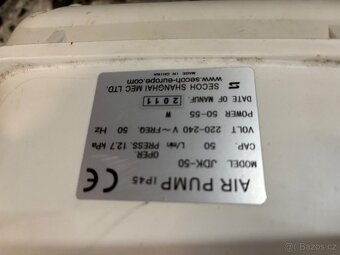 AIR PUMP IP45
MODEL JDK-50
CAP. 50 L/min OPER. PRESS. 12.7 kPa
VOLT 220-240 V~FREQ. 50 Hz
POWER 50-55 W
DATE OF MANUF. 2011
SECOH SHANGHAI MEC LTD.
www.secoh-europe.com
MADE IN CHINA
Bazos.cz